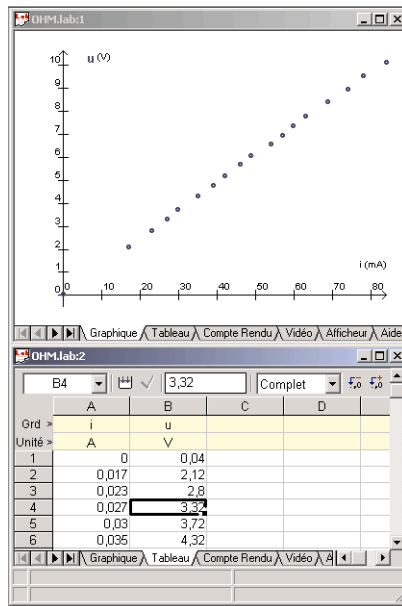 OHM.lab:1
u (V)
10
9
8
7
6
5
4
3
2
1
0
0 10 20 30 40 50 60 70 80
i (mA)
Graphique Tableau Compte Rendu Vidéo Afficheur Aide
OHM.lab:2
B4 3,32 Complet
A B C D
Grd > i u
Unité > A V
1 0 0,04
2 0,017 2,12
3 0,023 2,8
4 0,027 3,32
5 0,03 3,72
6 0,035 4,32
Graphique Tableau Compte Rendu Vidéo A